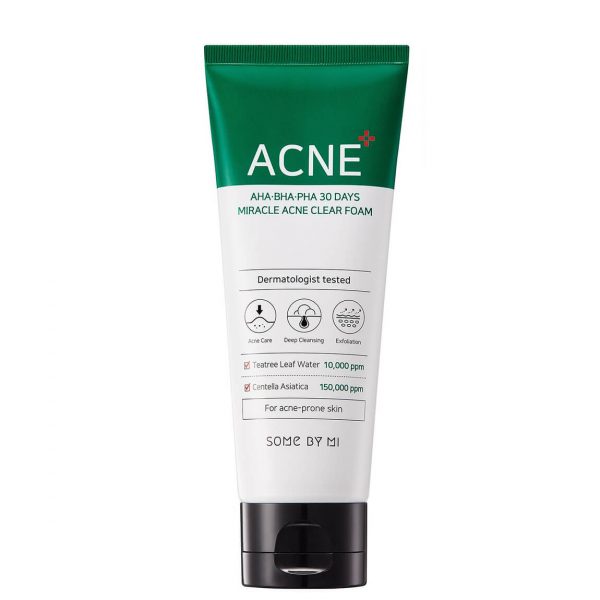 ACNE+
AHA·BHA·PHA 30 DAYS
MIRACLE ACNE CLEAR FOAM
Dermatologist tested
Acne Care Deep Cleansing Exfoliation
Teatree Leaf Water 10,000 ppm
Centella Asiatica 150,000 ppm
For acne-prone skin
SOME BY MI